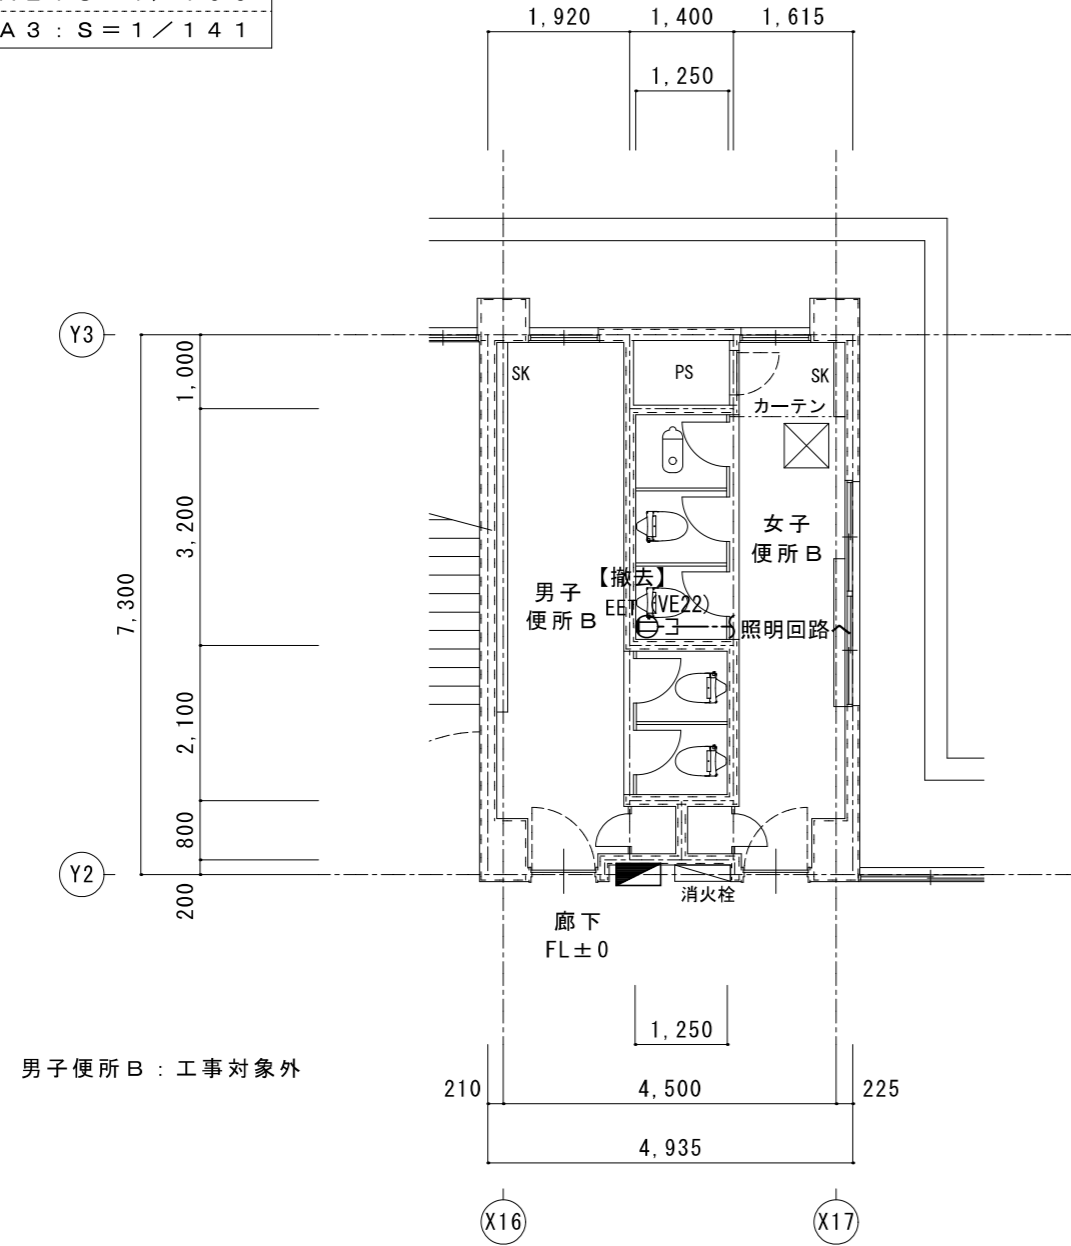 A3:S=1/141
1,920
1,400
1,615
1,250
Y3
1,000
3,200
7,300
2,100
800
200
Y2
SK
PS
SK
カーテン
女子
便所B
【撤去】
男子
便所B
EET (VE22)
照明回路へ
消火栓
廊下
FL±0
1,250
男子便所B:工事対象外
210
4,500
225
4,935
X16
X17